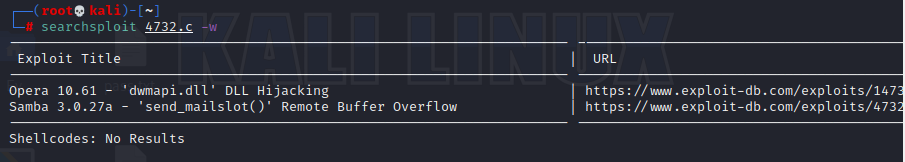 (root💀kali)-[~]
# searchsploit 4732.c -w
Exploit Title | URL
Opera 10.61 - 'dwmapi.dll' DLL Hijacking | https://www.exploit-db.com/exploits/1473
Samba 3.0.27a - 'send_mailslot()' Remote Buffer Overflow | https://www.exploit-db.com/exploits/4732
Shellcodes: No Results
KALI LINUX